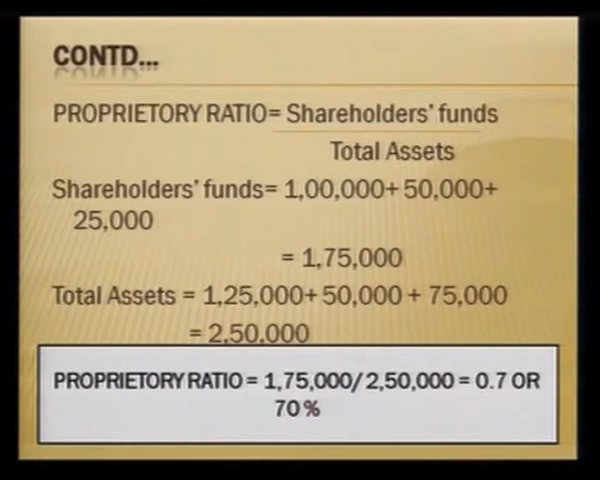 CONTD...
PROPRIETORY RATIO= Shareholders' funds
Total Assets
Shareholders' funds= 1,00,000+ 50,000+
25,000
= 1,75,000
Total Assets = 1,25,000+ 50,000 + 75,000
= 2,50,000
PROPRIETORY RATIO = 1,75,000/ 2,50,000 = 0.7 OR
70 %